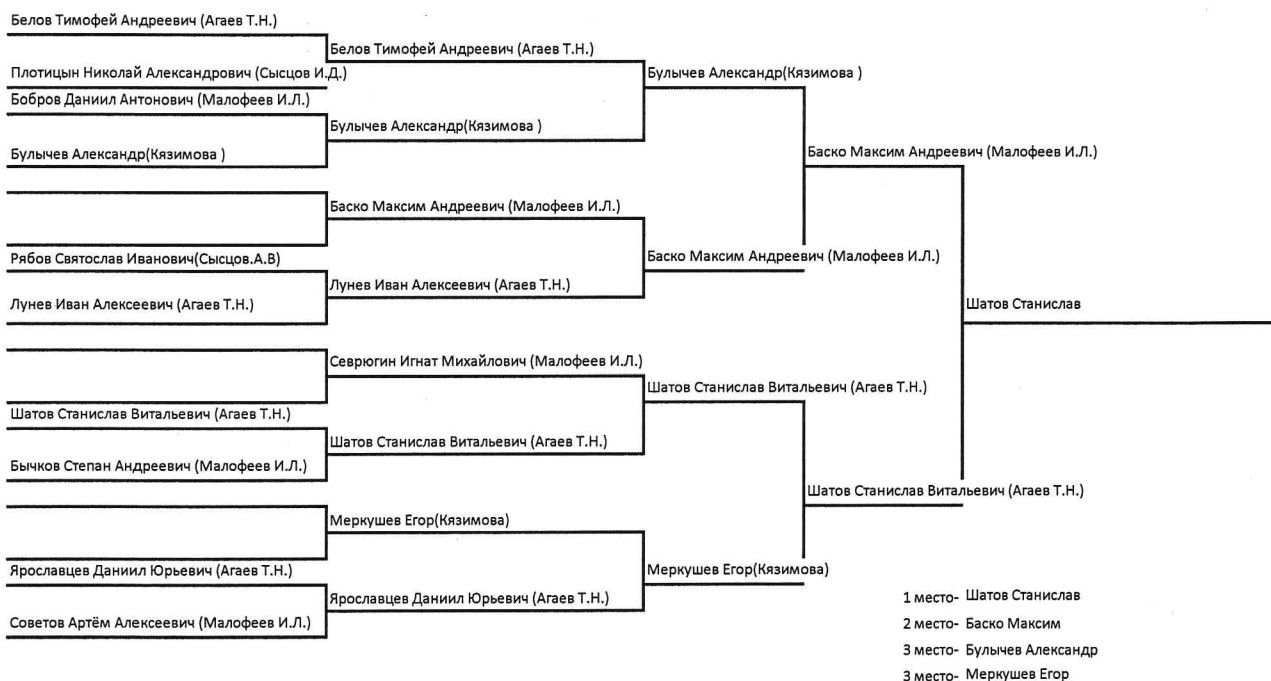 Белов Тимофей Андреевич (Агаев Т.Н.)
Плотицын Николай Александрович (Сысцов И.Д.)
Бобров Даниил Антонович (Малофеев И.Л.)
Булычев Александр(Кязимова )
Рябов Святослав Иванович(Сысцов.А.В)
Лунев Иван Алексеевич (Агаев Т.Н.)
Шатов Станислав Витальевич (Агаев Т.Н.)
Бычков Степан Андреевич (Малофеев И.Л.)
Ярославцев Даниил Юрьевич (Агаев Т.Н.)
Советов Артём Алексеевич (Малофеев И.Л.)
Белов Тимофей Андреевич (Агаев Т.Н.)
Булычев Александр(Кязимова )
Баско Максим Андреевич (Малофеев И.Л.)
Лунев Иван Алексеевич (Агаев Т.Н.)
Севрюгин Игнат Михайлович (Малофеев И.Л.)
Шатов Станислав Витальевич (Агаев Т.Н.)
Меркушев Егор(Кязимова)
Ярославцев Даниил Юрьевич (Агаев Т.Н.)
Булычев Александр(Кязимова )
Баско Максим Андреевич (Малофеев И.Л.)
Шатов Станислав Витальевич (Агаев Т.Н.)
Меркушев Егор(Кязимова)
Баско Максим Андреевич (Малофеев И.Л.)
Шатов Станислав Витальевич (Агаев Т.Н.)
Шатов Станислав
1 место- Шатов Станислав
2 место- Баско Максим
3 место- Булычев Александр
3 место- Меркушев Егор